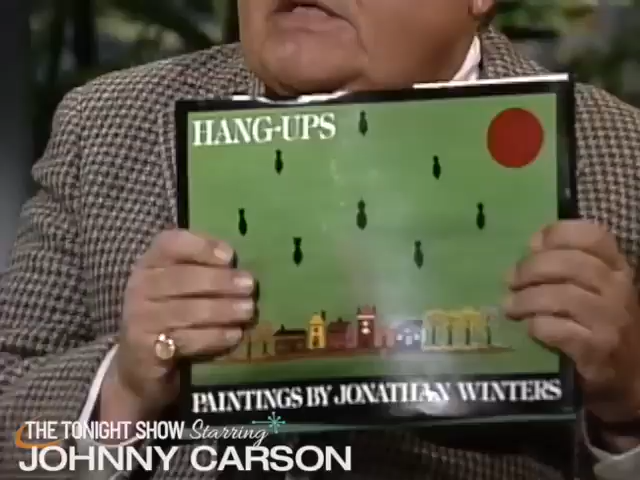 HANG-UPS
PAINTINGS BY JONATHAN WINTERS
THE TONIGHT SHOW Starring
JOHNNY CARSON